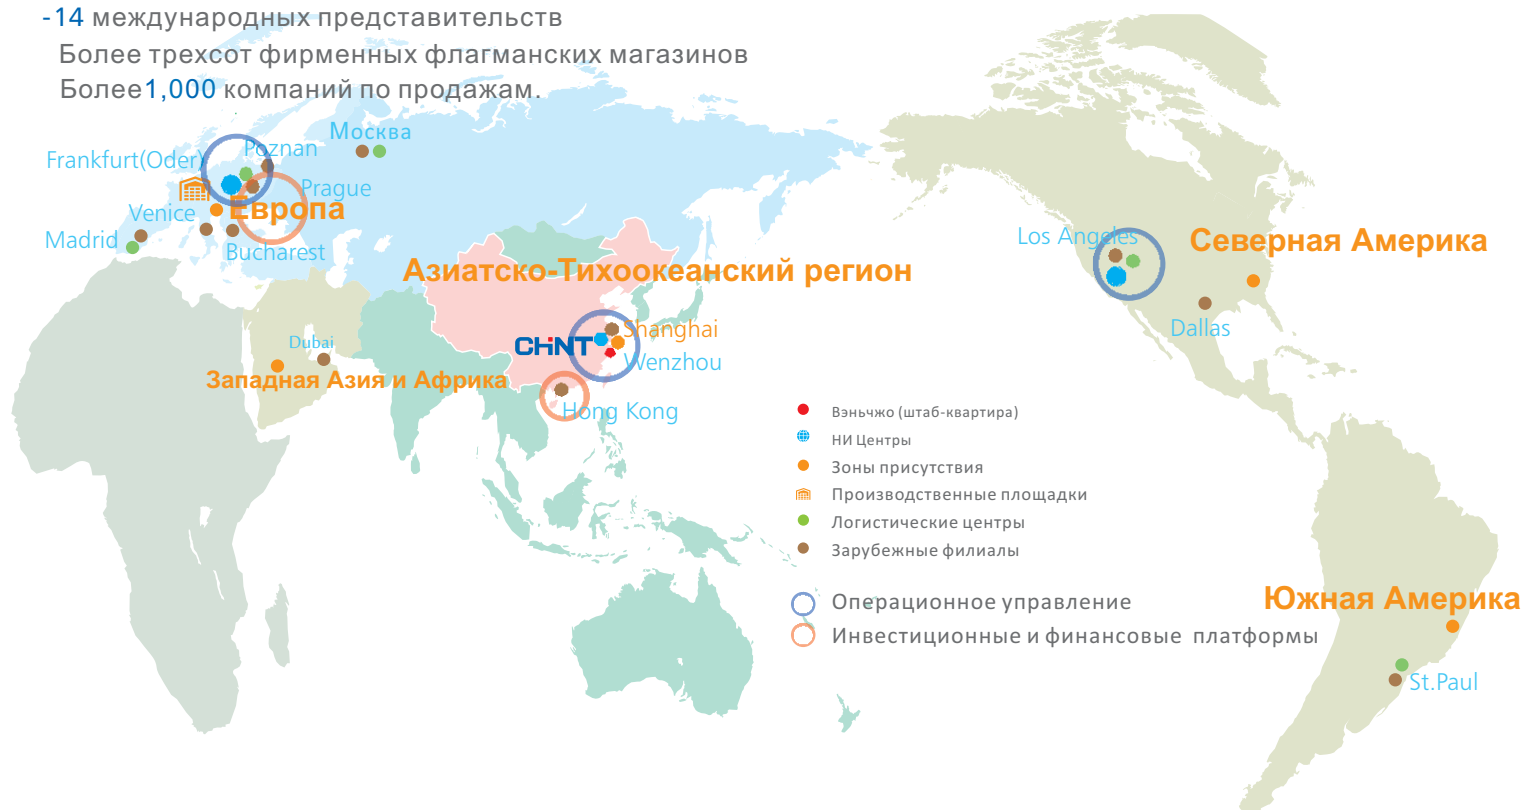 -14 международных представительств
Более трехсот фирменных флагманских магазинов
Более1,000 компаний по продажам.
Москва
Poznan
Frankfurt(Oder)
Prague
Европа
Venice
Madrid
Bucharest
Los Angeles
Северная Америка
Азиатско-Тихоокеанский регион
Shanghai
Dallas
Dubai
CHiNT
Wenzhou
Западная Азия и Африка
Hong Kong
Вэньчжо (штаб-квартира)
НИ Центры
Зоны присутствия
Производственные площадки
Логистические центры
Зарубежные филиалы
Операционное управление
Инвестиционные и финансовые платформы
Южная Америка
St.Paul